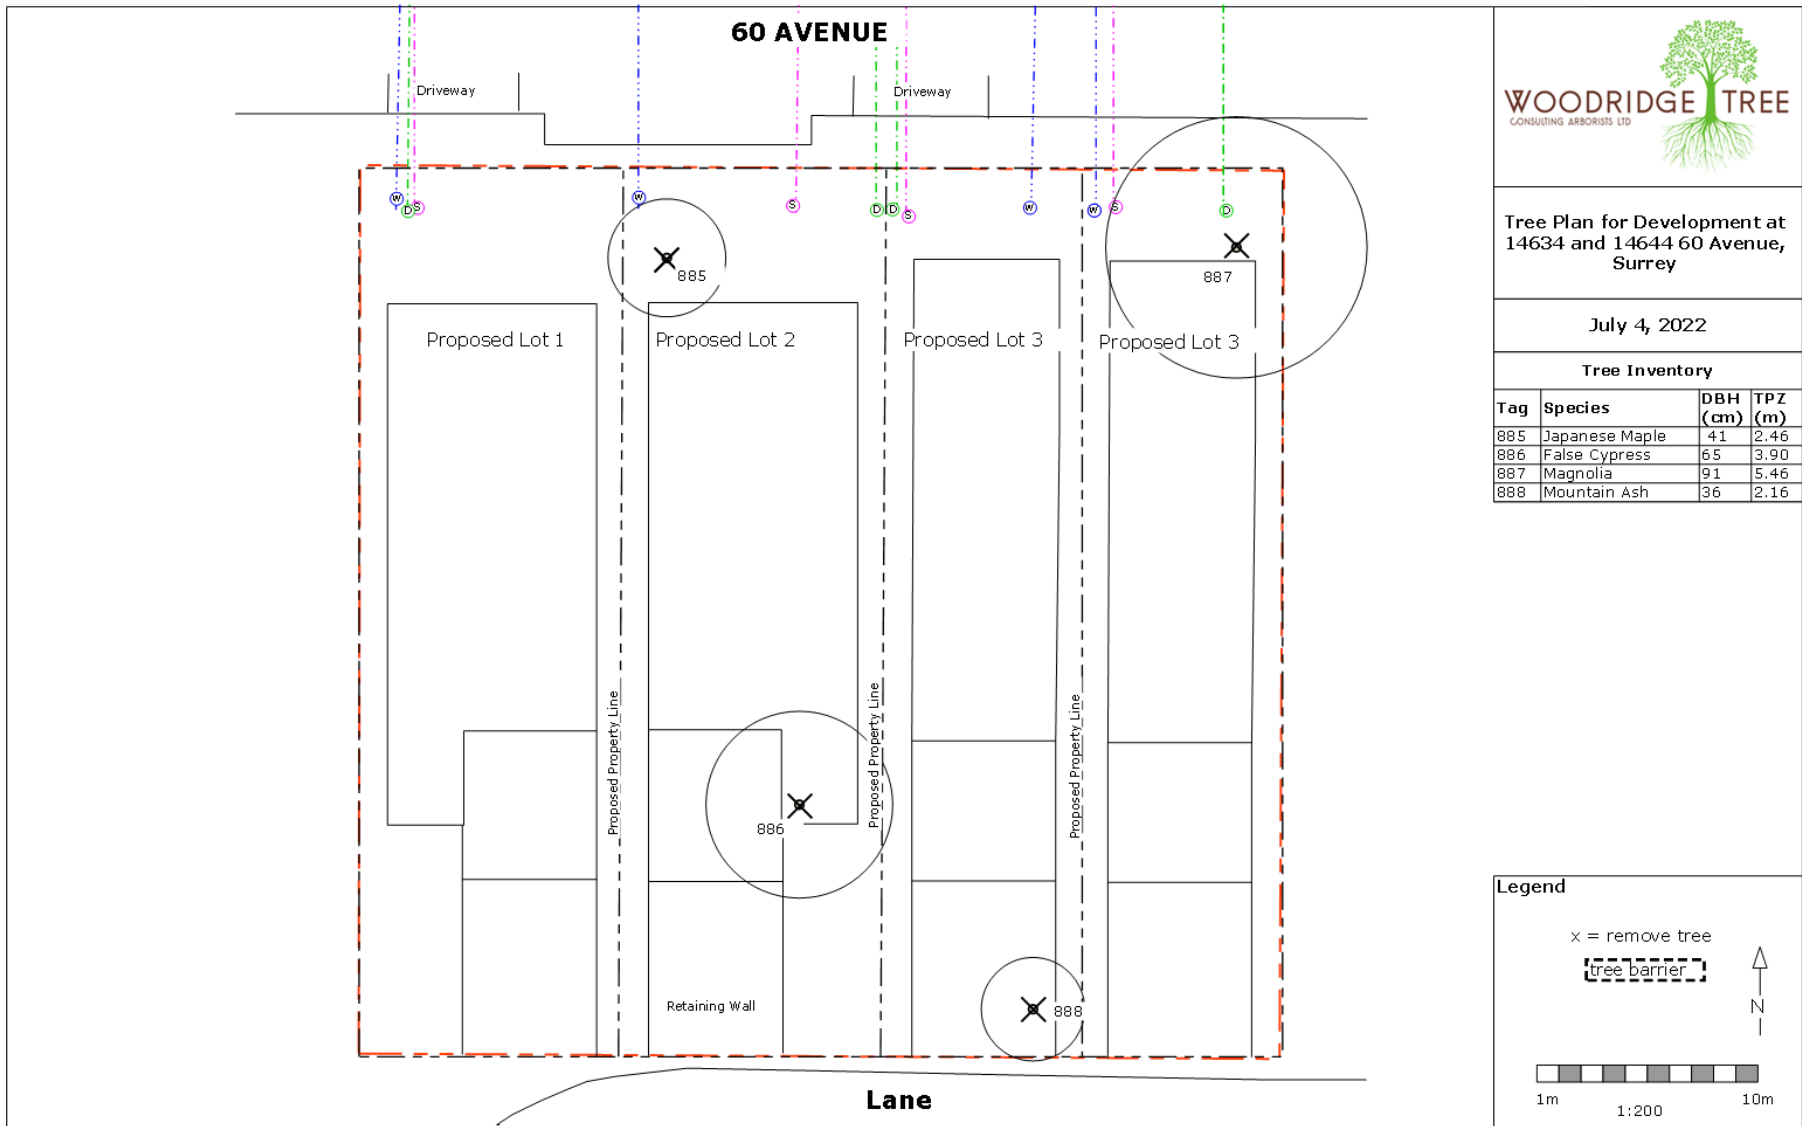 60 AVENUE
Driveway
Driveway
W
D
S
W
S
D
D
S
W
W
S
D
885
887
Proposed Lot 1
Proposed Lot 2
Proposed Lot 3
Proposed Lot 3
Proposed Property Line
Proposed Property Line
Proposed Property Line
886
Retaining Wall
888
Lane
WOODRIDGE TREE
CONSULTING ARBORISTS LTD
Tree Plan for Development at
14634 and 14644 60 Avenue,
Surrey
July 4, 2022
Tree Inventory
Tag Species DBH (cm) TPZ (m)
885 Japanese Maple 41 2.46
886 False Cypress 65 3.90
887 Magnolia 91 5.46
888 Mountain Ash 36 2.16
Legend
x = remove tree
tree barrier
N
1m 10m
1:200